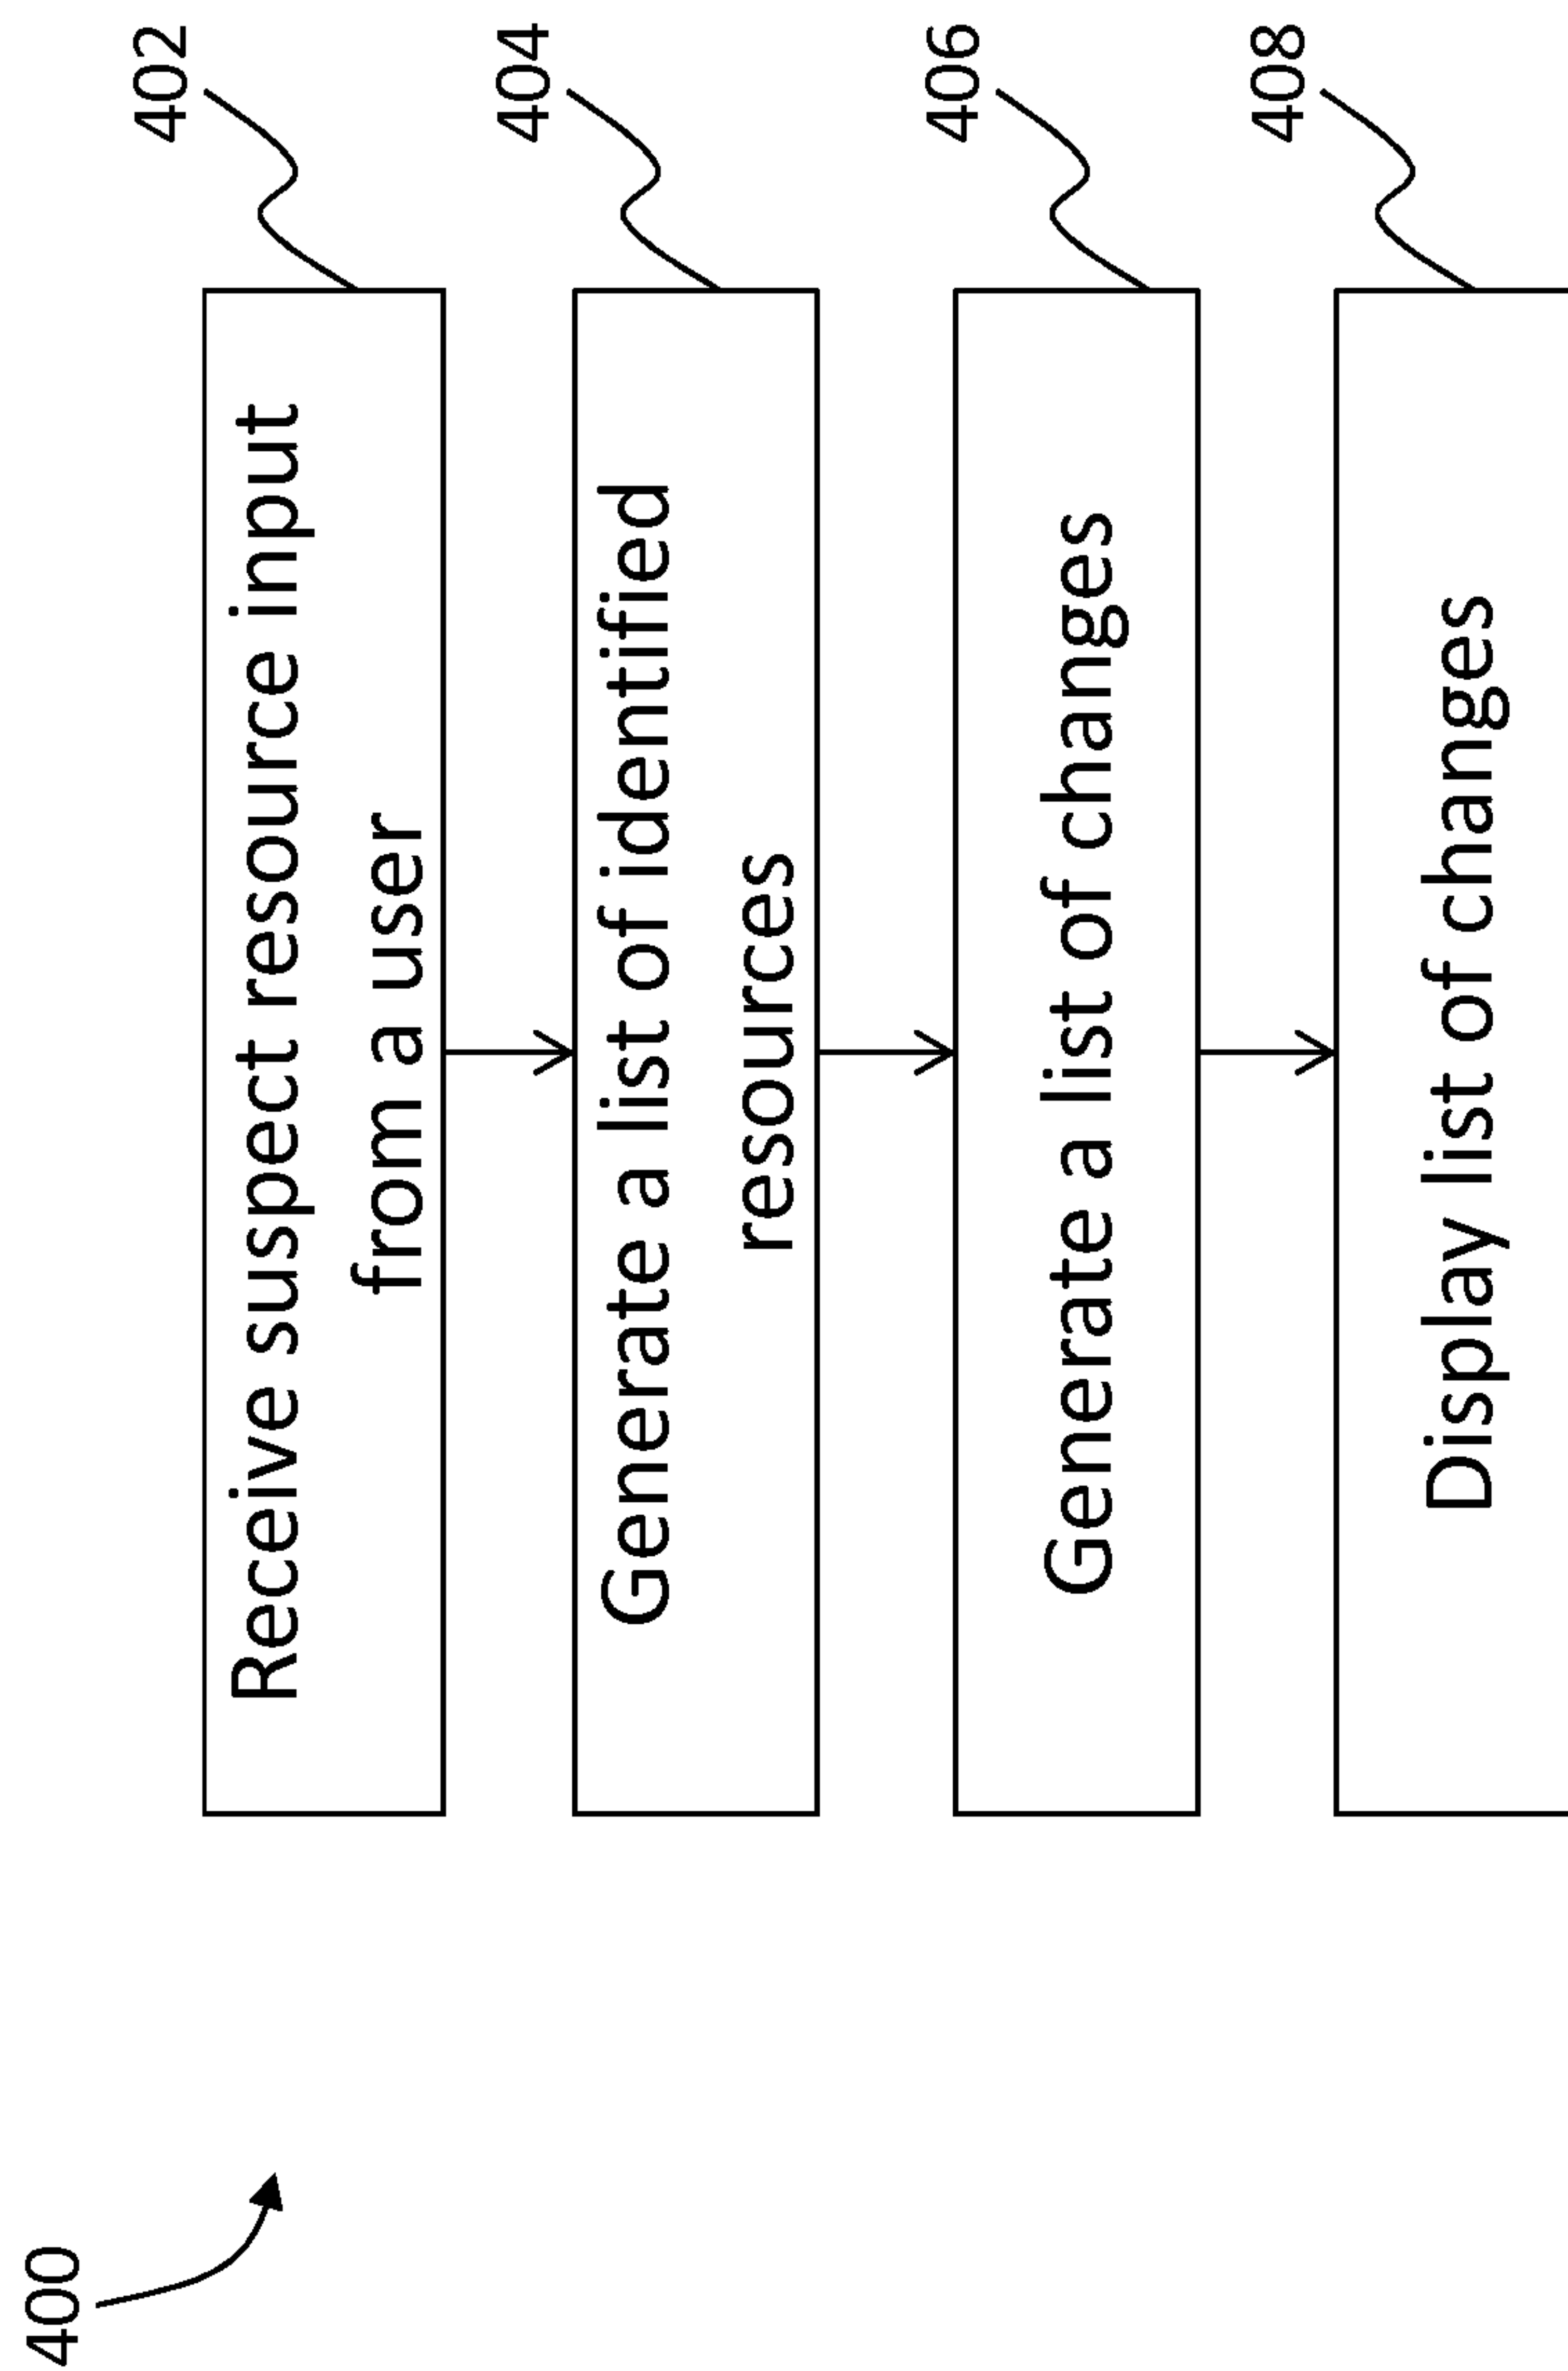 400
402
Receive suspect resource input
from a user
404
Generate a list of identified
resources
406
Generate a list of changes
408
Display list of changes